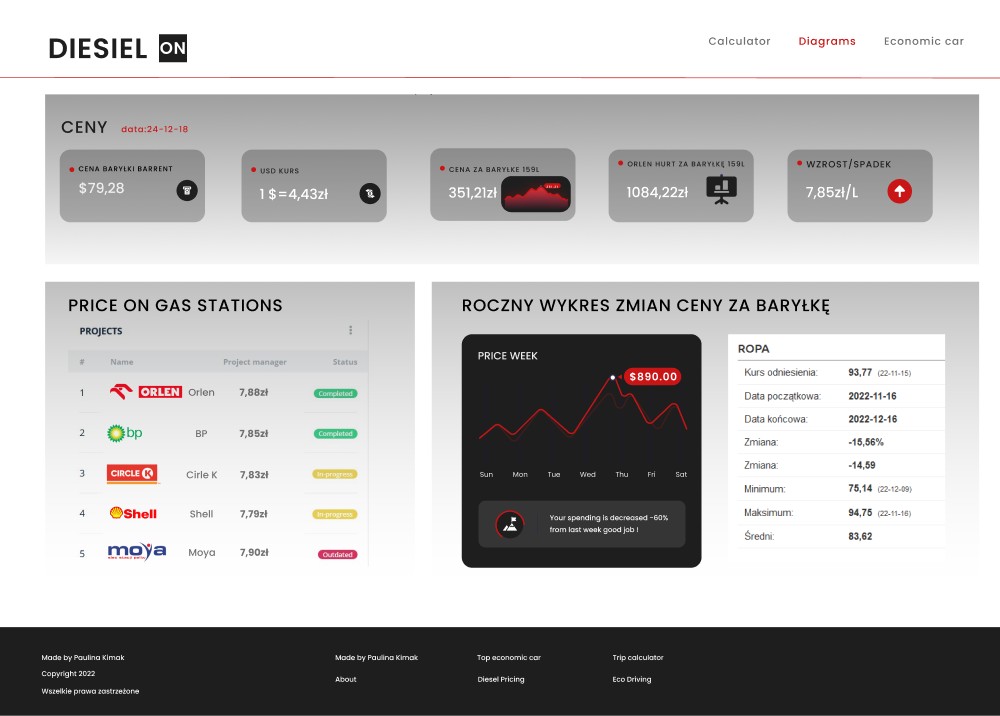 DIESIEL ON
Calculator Diagrams Economic car
CENY data:24-12-18
CENA BARYŁKI BARRENT
$79,28
USD KURS
1 $=4,43zł
CENA ZA BARYLKE 159L
351,21zł
ORLEN HURT ZA BARYŁKĘ 159L
1084,22zł
WZROST/SPADEK
7,85zł/L
PRICE ON GAS STATIONS
PROJECTS
# Name Project manager Status
1 ORLEN Orlen 7,88zł Completed
2 bp BP 7,85zł Completed
3 CIRCLE K Cirle K 7,83zł In-progress
4 Shell Shell 7,79zł In-progress
5 moya Moya 7,90zł Outdated
ROCZNY WYKRES ZMIAN CENY ZA BARYŁKĘ
PRICE WEEK
$890.00
Sun Mon Tue Wed Thu Fri Sat
Your spending is decreased -60%
from last week good job !
ROPA
Kurs odniesienia: 93,77 (22-11-15)
Data początkowa: 2022-11-16
Data końcowa: 2022-12-16
Zmiana: -15,56%
Zmiana: -14,59
Minimum: 75,14 (22-12-09)
Maksimum: 94,75 (22-11-16)
Średni: 83,62
Made by Paulina Kimak
Copyright 2022
Wszelkie prawa zastrzeżone
Made by Paulina Kimak
About
Top economic car
Diesel Pricing
Trip calculator
Eco Driving